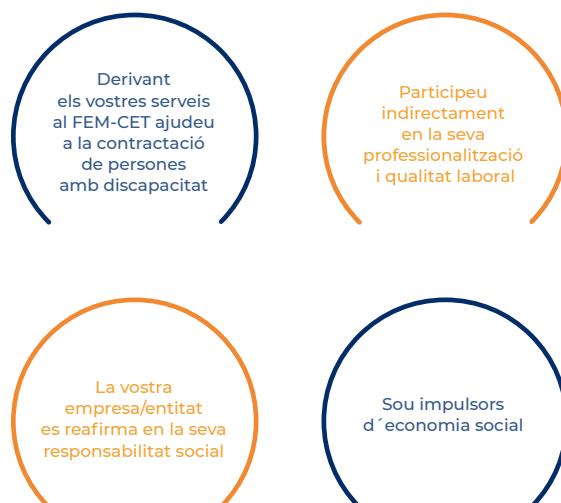 Derivant
els vostres serveis
al FEM-CET ajudeu
a la contractació
de persones
amb discapacitat
Participeu
indirectament
en la seva
professionalització
i qualitat laboral
La vostra
empresa/entitat
es reafirma en la seva
responsabilitat social
Sou impulsors
d´economia social